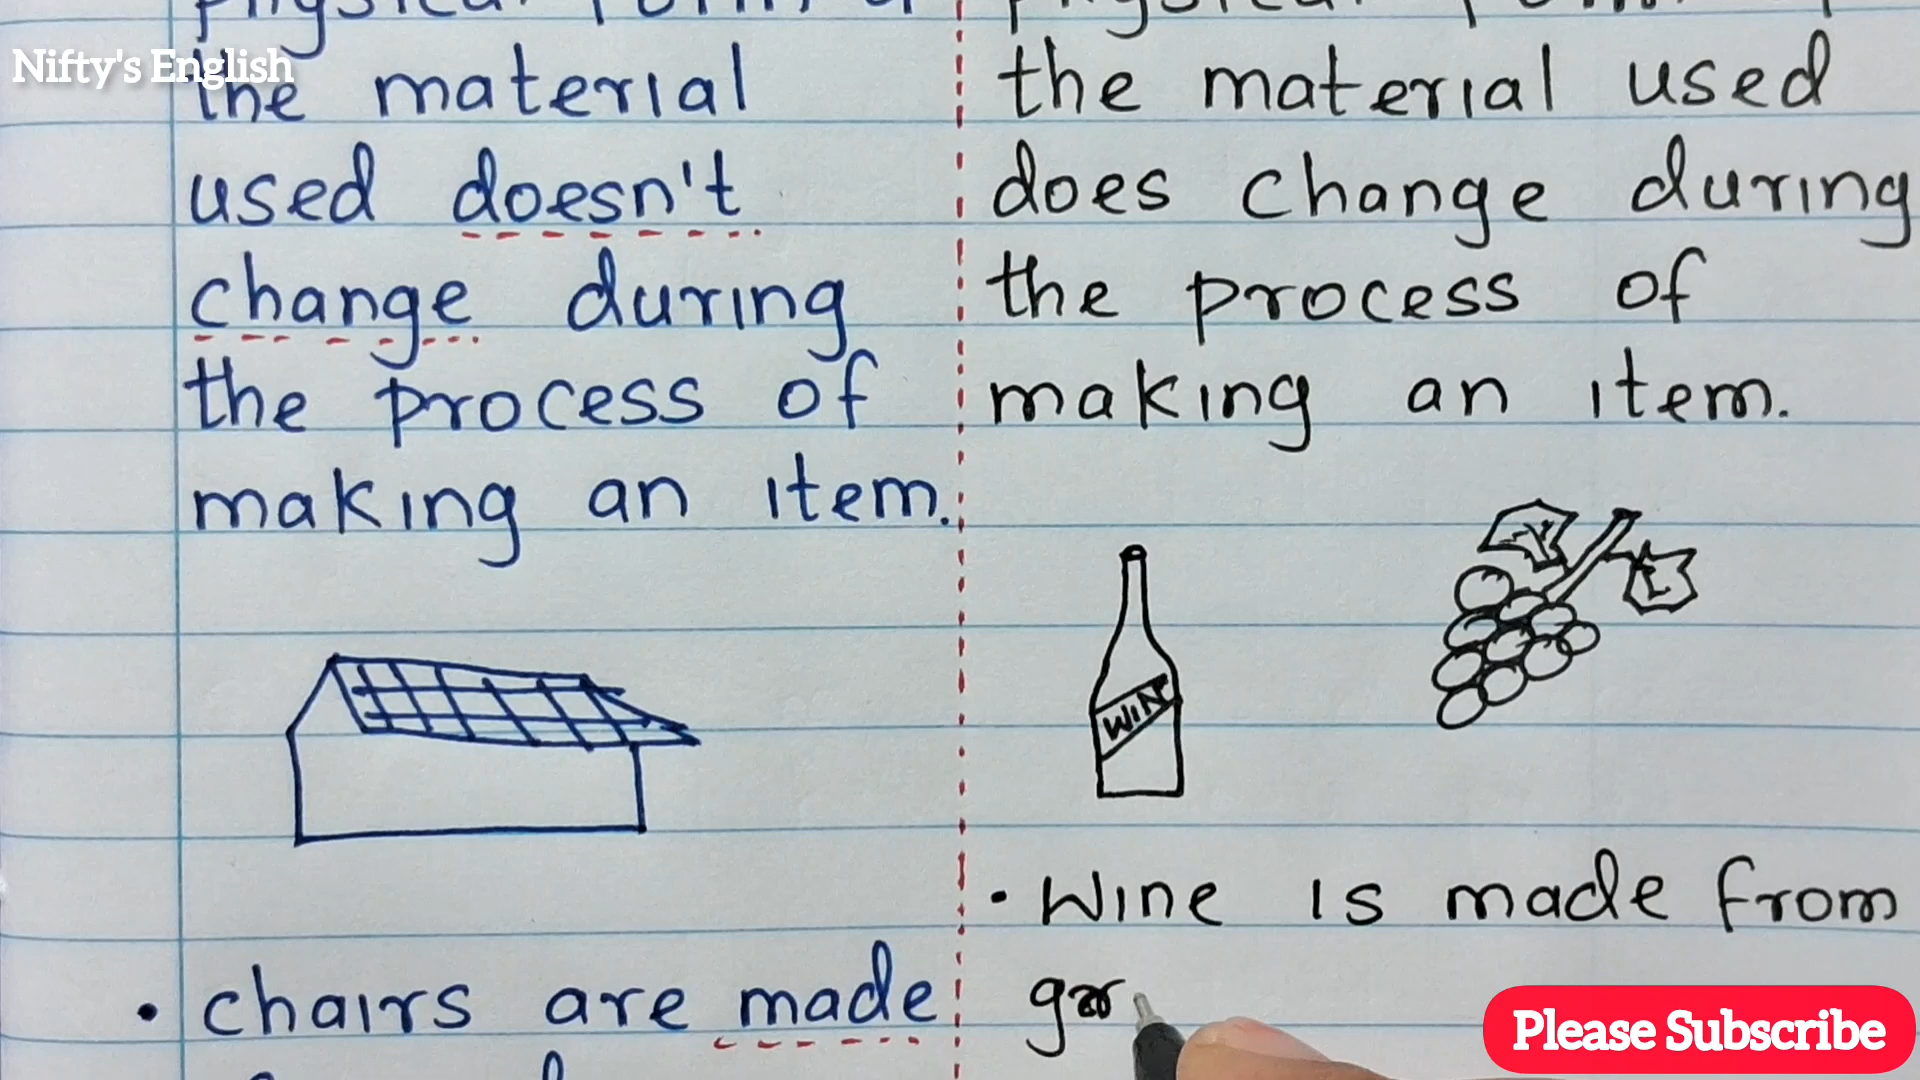 Nifty's English
the material
used doesn't
change during
the process of
making an item.
• chairs are made
the material used
does change during
the process of
making an item.
WINE
• Wine is made from
Please Subscribe